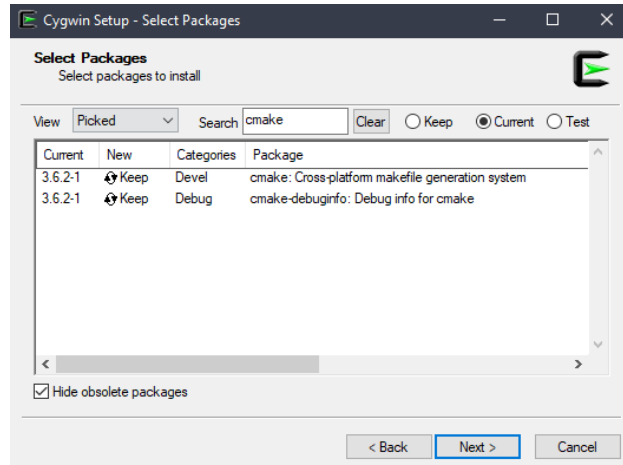 Cygwin Setup - Select Packages
Select Packages
Select packages to install
View Picked Search cmake Clear Keep Current Test
Current New Categories Package
3.6.2-1 Keep Devel cmake: Cross-platform makefile generation system
3.6.2-1 Keep Debug cmake-debuginfo: Debug info for cmake
Hide obsolete packages
< Back Next > Cancel